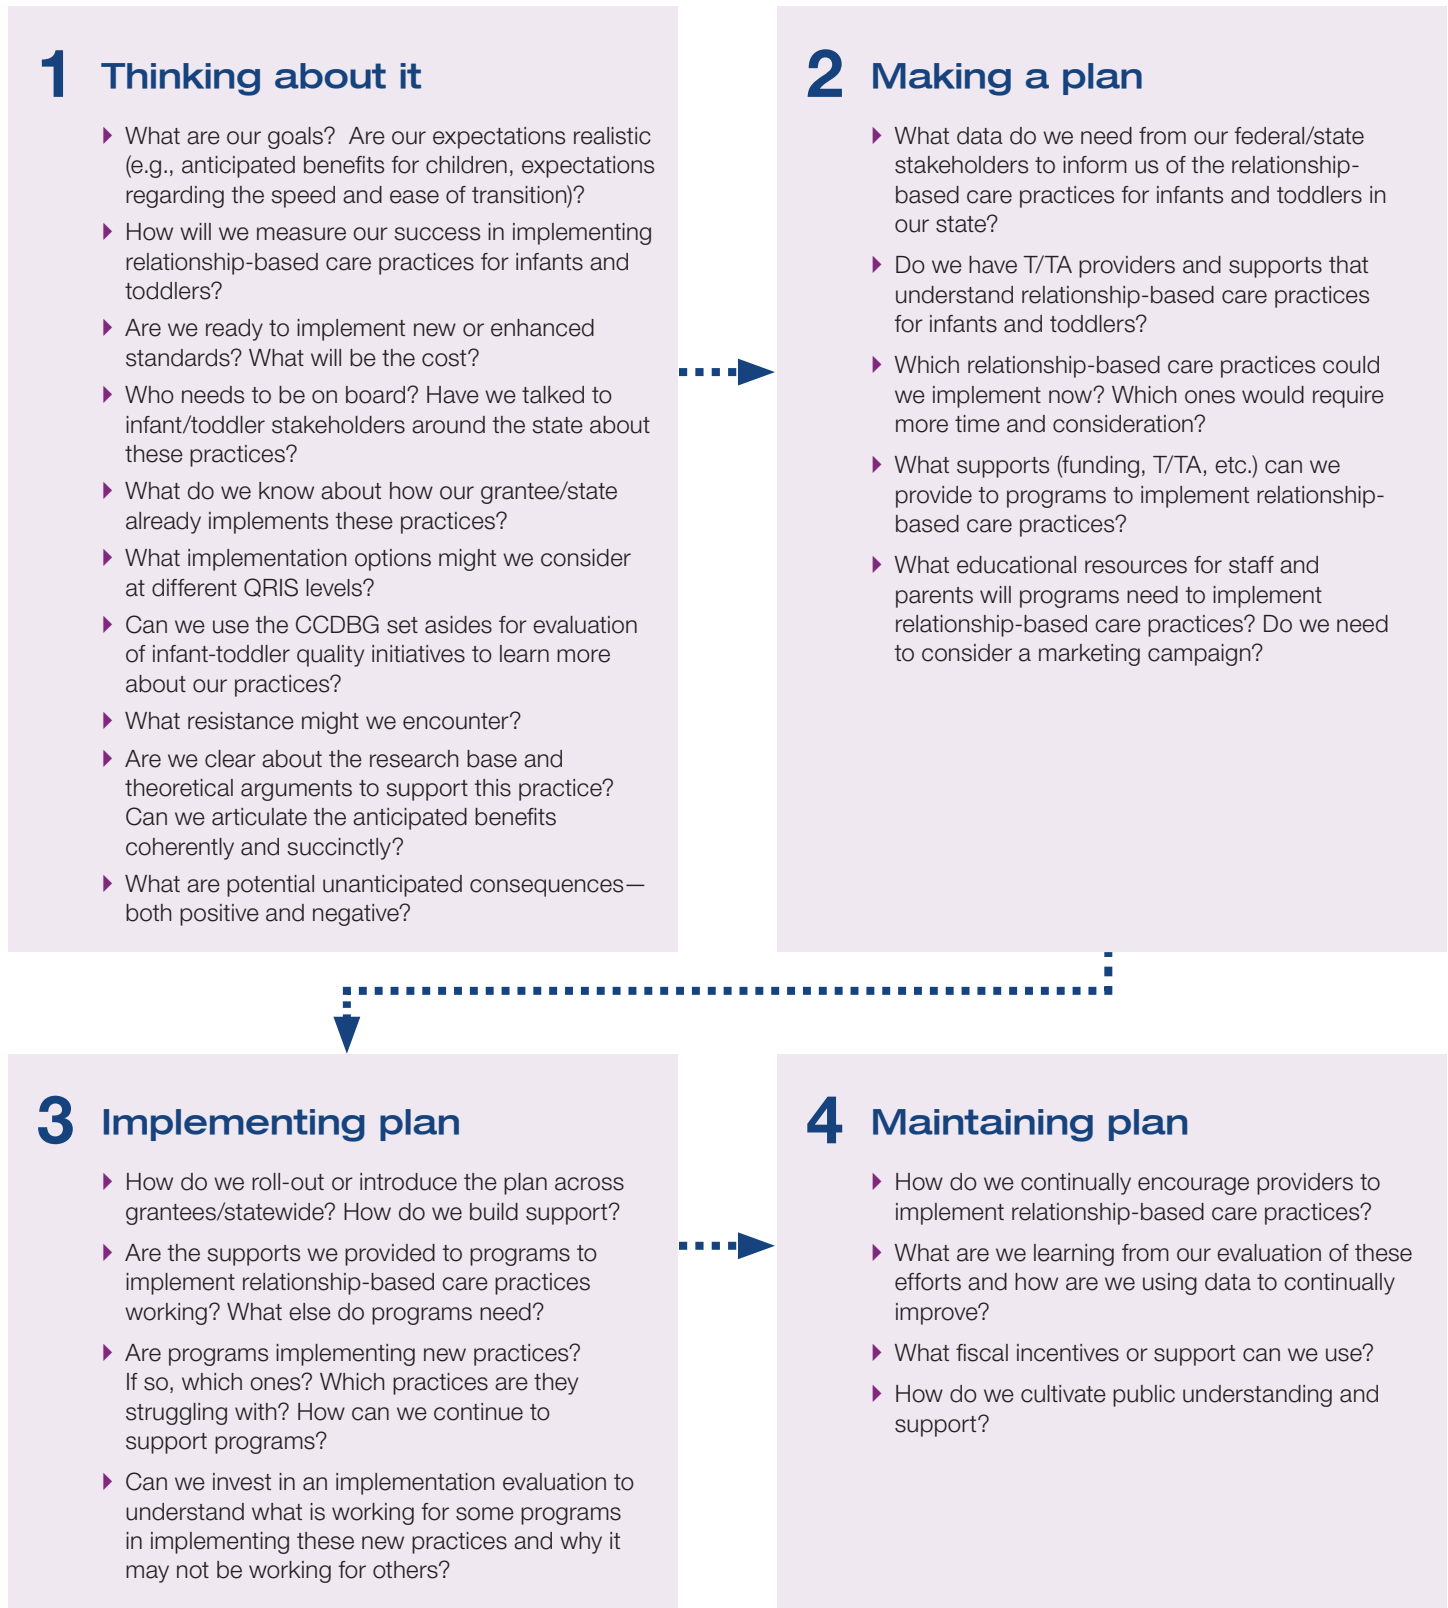 1 Thinking about it
What are our goals?  Are our expectations realistic
(e.g., anticipated benefits for children, expectations
regarding the speed and ease of transition)?
How will we measure our success in implementing
relationship-based care practices for infants and
toddlers?
Are we ready to implement new or enhanced
standards? What will be the cost?
Who needs to be on board? Have we talked to
infant/toddler stakeholders around the state about
these practices?
What do we know about how our grantee/state
already implements these practices?
What implementation options might we consider
at different QRIS levels?
Can we use the CCDBG set asides for evaluation
of infant-toddler quality initiatives to learn more
about our practices?
What resistance might we encounter?
Are we clear about the research base and
theoretical arguments to support this practice?
Can we articulate the anticipated benefits
coherently and succinctly?
What are potential unanticipated consequences—
both positive and negative?
2 Making a plan
What data do we need from our federal/state
stakeholders to inform us of the relationship-
based care practices for infants and toddlers in
our state?
Do we have T/TA providers and supports that
understand relationship-based care practices
for infants and toddlers?
Which relationship-based care practices could
we implement now? Which ones would require
more time and consideration?
What supports (funding, T/TA, etc.) can we
provide to programs to implement relationship-
based care practices?
What educational resources for staff and
parents will programs need to implement
relationship-based care practices? Do we need
to consider a marketing campaign?
3 Implementing plan
How do we roll-out or introduce the plan across
grantees/statewide? How do we build support?
Are the supports we provided to programs to
implement relationship-based care practices
working? What else do programs need?
Are programs implementing new practices?
If so, which ones? Which practices are they
struggling with? How can we continue to
support programs?
Can we invest in an implementation evaluation to
understand what is working for some programs
in implementing these new practices and why it
may not be working for others?
4 Maintaining plan
How do we continually encourage providers to
implement relationship-based care practices?
What are we learning from our evaluation of these
efforts and how are we using data to continually
improve?
What fiscal incentives or support can we use?
How do we cultivate public understanding and
support?